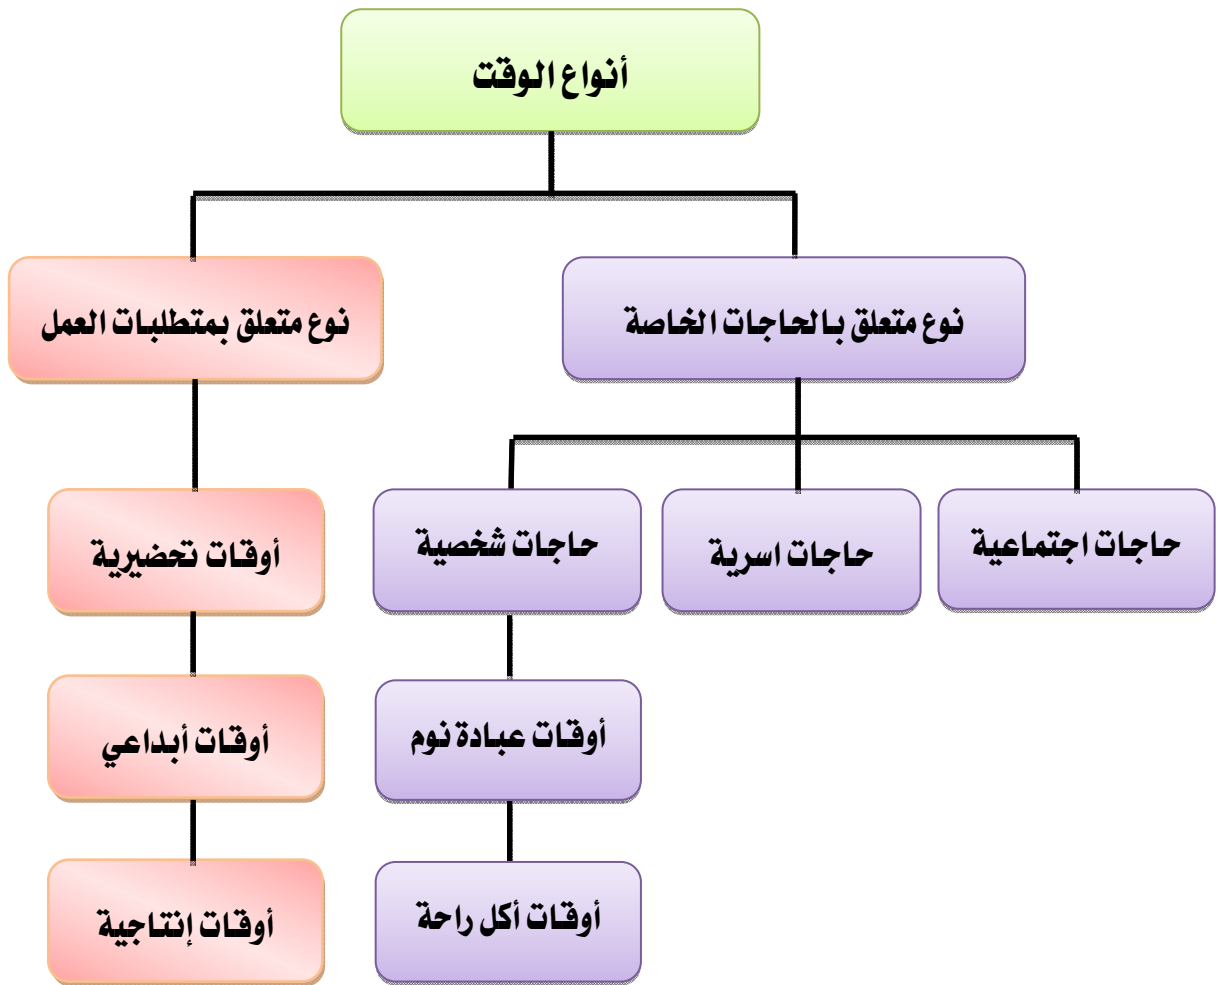 أنواع الوقت
نوع متعلق بالحاجات الخاصة
نوع متعلق بمتطلبات العمل
حاجات اجتماعية
حاجات اسرية
حاجات شخصية
أوقات تحضيرية
أوقات عبادة نوم
أوقات أبداعي
أوقات أكل راحة
أوقات إنتاجية